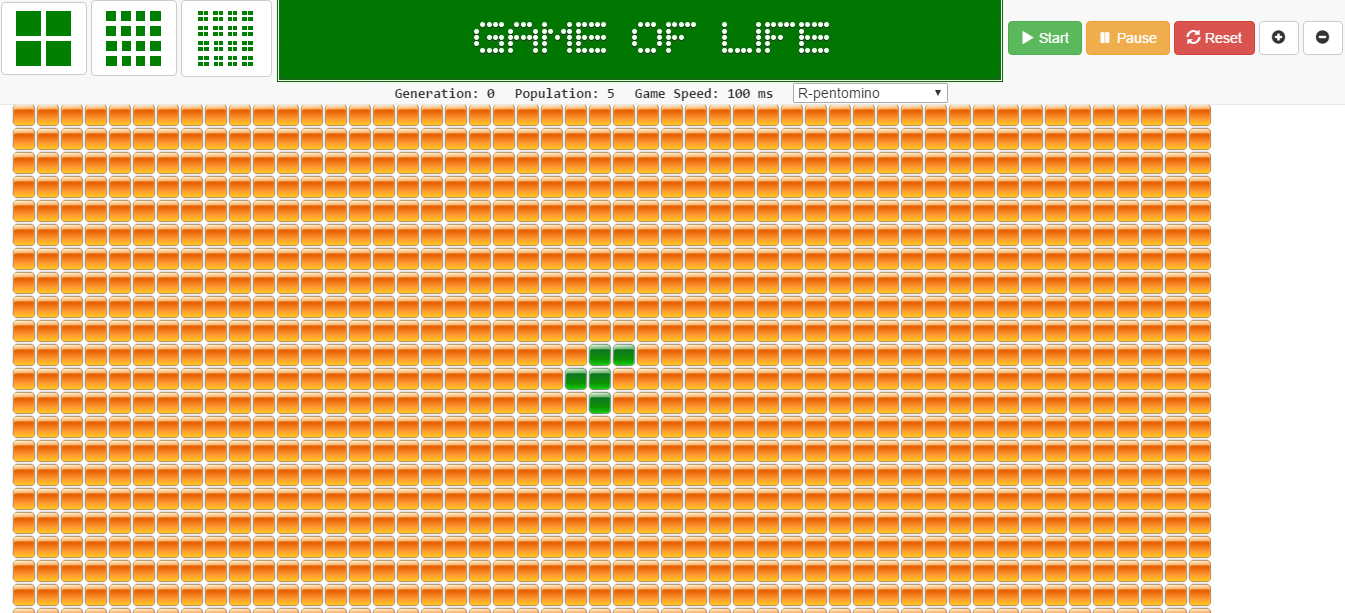 GAME OF LIFE
Start Pause Reset
Generation: 0 Population: 5 Game Speed: 100 ms R-pentomino